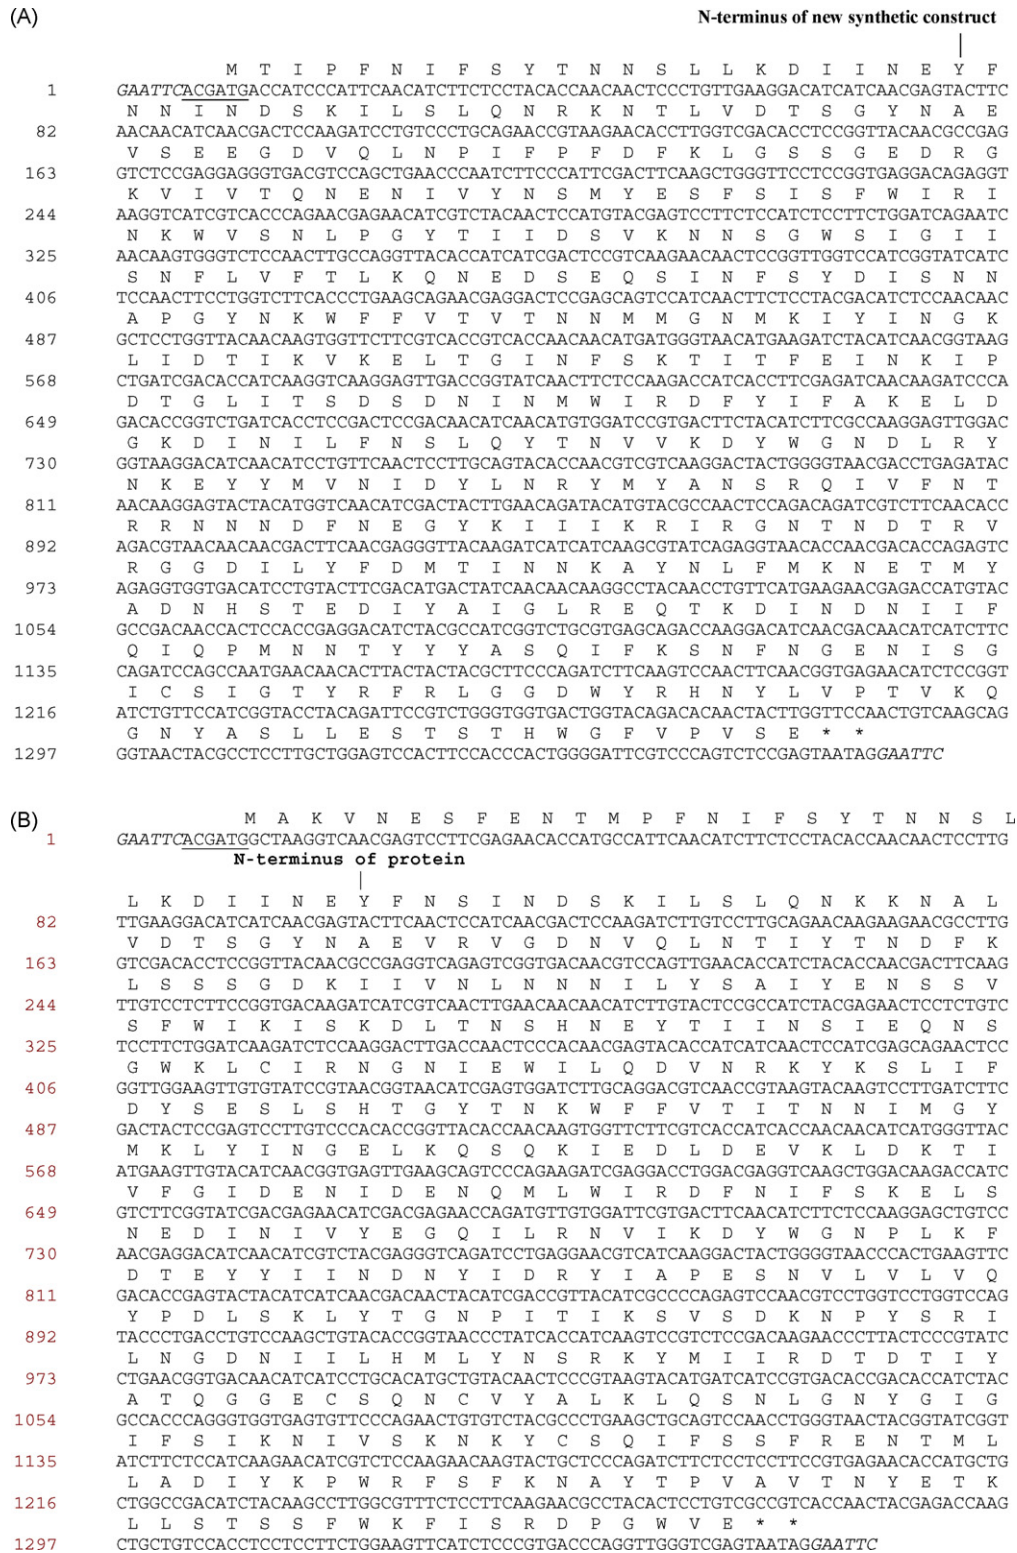 (A)
N-terminus of new synthetic construct
M T I P F N I F S Y T N N S L L K D I I N E Y F
1 GAATTCACGATGACCATCCCATTCAACATCTTCTCCTACACCAACAACTCCCTGTTGAAGGACATCATCAACGAGTACTTC
N N I N D S K I L S L Q N R K N T L V D T S G Y N A E
82 AACAACATCAACGACTCCAAGATCCTGTCCCTGCAGAACCGTAAGAACACCTTGGTCGACACCTCCGGTTACAACGCCGAG
V S E E G D V Q L N P I F P F D F K L G S S G E D R G
163 GTCTCCGAGGAGGGTGACGTCCAGCTGAACCCAATCTTCCCATTCGACTTCAAGCTGGGTTCCTCCGGTGAGGACAGAGGT
K V I V T Q N E N I V Y N S M Y E S F S I S F W I R I
244 AAGGTCATCGTCACCCAGAACGAGAACATCGTCTACAACTCCATGTACGAGTCCTTCTCCATCTCCTTCTGGATCAGAATC
N K W V S N L P G Y T I I D S V K N N S G W S I G I I
325 AACAAGTGGGTCTCCAACTTGCCAGGTTACACCATCATCGACTCCGTCAAGAACAACTCCGGTTGGTCCATCGGTATCATC
S N F L V F T L K Q N E D S E Q S I N F S Y D I S N N
406 TCCAACTTCCTGGTCTTCACCCTGAAGCAGAACGAGGACTCCGAGCAGTCCATCAACTTCTCCTACGACATCTCCAACAAC
A P G Y N K W F F V T V T N N M M G N M K I Y I N G K
487 GCTCCTGGTTACAACAAGTGGTTCTTCGTCACCGTCACCAACAACATGATGGGTAACATGAAGATCTACATCAACGGTAAG
L I D T I K V K E L T G I N F S K T I T F E I N K I P
568 CTGATCGACACCATCAAGGTCAAGGAGTTGACCGGTATCAACTTCTCCAAGACCATCACCTTCGAGATCAACAAGATCCCA
D T G L I T S D S D N I N M W I R D F Y I F A K E L D
649 GACACCGGTCTGATCACCTCCGACTCCGACAACATCAACATGTGGATCCGTGACTTCTACATCTTCGCCAAGGAGTTGGAC
G K D I N I L F N S L Q Y T N V V K D Y W G N D L R Y
730 GGTAAGGACATCAACATCCTGTTCAACTCCTTGCAGTACACCAACGTCGTCAAGGACTACTGGGGTAACGACCTGAGATAC
N K E Y Y M V N I D Y L N R Y M Y A N S R Q I V F N T
811 AACAAGGAGTACTACATGGTCAACATCGACTACTTGAACAGATACATGTACGCCAACTCCAGACAGATCGTCTTCAACACC
R R N N N D F N E G Y K I I I K R I R G N T N D T R V
892 AGACGTAACAACAACGACTTCAACGAGGGTTACAAGATCATCATCAAGCGTATCAGAGGTAACACCAACGACACCAGAGTC
R G G D I L Y F D M T I N N K A Y N L F M K N E T M Y
973 AGAGGTGGTGACATCCTGTACTTCGACATGACTATCAACAACAAGGCCTACAACCTGTTCATGAAGAACGAGACCATGTAC
A D N H S T E D I Y A I G L R E Q T K D I N D N I I F
1054 GCCGACAACCACTCCACCGAGGACATCTACGCCATCGGTCTGCGTGAGCAGACCAAGGACATCAACGACAACATCATCTTC
Q I Q P M N N T Y Y Y A S Q I F K S N F N G E N I S G
1135 CAGATCCAGCCAATGAACAACACTTACTACTACGCTTCCCAGATCTTCAAGTCCAACTTCAACGGTGAGAACATCTCCGGT
I C S I G T Y R F R L G G D W Y R H N Y L V P T V K Q
1216 ATCTGTTCCATCGGTACCTACAGATTCCGTCTGGGTGGTGACTGGTACAGACACAACTACTTGGTTCCAACTGTCAAGCAG
G N Y A S L L E S T S T H W G F V P V S E * *
1297 GGTAACTACGCCTCCTTGCTGGAGTCCACTTCCACCCACTGGGGATTCGTCCCAGTCTCCGAGTAATAGGAATTC
(B)
M A K V N E S F E N T M P F N I F S Y T N N S L
1 GAATTCACGATGGCTAAGGTCAACGAGTCCTTCGAGAACACCATGCCATTCAACATCTTCTCCTACACCAACAACTCCTTG
N-terminus of protein
L K D I I N E Y F N S I N D S K I L S L Q N K K N A L
82 TTGAAGGACATCATCAACGAGTACTTCAACTCCATCAACGACTCCAAGATCTTGTCCTTGCAGAACAAGAAGAACGCCTTG
V D T S G Y N A E V R V G D N V Q L N T I Y T N D F K
163 GTCGACACCTCCGGTTACAACGCCGAGGTCAGAGTCGGTGACAACGTCCAGTTGAACACCATCTACACCAACGACTTCAAG
L S S S G D K I I V N L N N N I L Y S A I Y E N S S V
244 TTGTCCTCTTCCGGTGACAAGATCATCGTCAACTTGAACAACAACATCTTGTACTCCGCCATCTACGAGAACTCCTCTGTC
S F W I K I S K D L T N S H N E Y T I I N S I E Q N S
325 TCCTTCTGGATCAAGATCTCCAAGGACTTGACCAACTCCCACAACGAGTACACCATCATCAACTCCATCGAGCAGAACTCC
G W K L C I R N G N I E W I L Q D V N R K Y K S L I F
406 GGTTGGAAGTTGTGTATCCGTAACGGTAACATCGAGTGGATCTTGCAGGACGTCAACCGTAAGTACAAGTCCTTGATCTTC
D Y S E S L S H T G Y T N K W F F V T I T N N I M G Y
487 GACTACTCCGAGTCCTTGTCCCACACCGGTTACACCAACAAGTGGTTCTTCGTCACCATCACCAACAACATCATGGGTTAC
M K L Y I N G E L K Q S Q K I E D L D E V K L D K T I
568 ATGAAGTTGTACATCAACGGTGAGTTGAAGCAGTCCCAGAAGATCGAGGACCTGGACGAGGTCAAGCTGGACAAGACCATC
V F G I D E N I D E N Q M L W I R D F N I F S K E L S
649 GTCTTCGGTATCGACGAGAACATCGACGAGAACCAGATGTTGTGGATTCGTGACTTCAACATCTTCTCCAAGGAGCTGTCC
N E D I N I V Y E G Q I L R N V I K D Y W G N P L K F
730 AACGAGGACATCAACATCGTCTACGAGGGTCAGATCCTGAGGAACGTCATCAAGGACTACTGGGGTAACCCACTGAAGTTC
D T E Y Y I I N D N Y I D R Y I A P E S N V L V L V Q
811 GACACCGAGTACTACATCATCAACGACAACTACATCGACCGTTACATCGCCCCAGAGTCCAACGTCCTGGTCCTGGTCCAG
Y P D L S K L Y T G N P I T I K S V S D K N P Y S R I
892 TACCCTGACCTGTCCAAGCTGTACACCGGTAACCCTATCACCATCAAGTCCGTCTCCGACAAGAACCCTTACTCCCGTATC
L N G D N I I L H M L Y N S R K Y M I I R D T D T I Y
973 CTGAACGGTGACAACATCATCCTGCACATGCTGTACAACTCCCGTAAGTACATGATCATCCGTGACACCGACACCATCTAC
A T Q G G E C S Q N C V Y A L K L Q S N L G N Y G I G
1054 GCCACCCAGGGTGGTGAGTGTTCCCAGAACTGTGTCTACGCCCTGAAGCTGCAGTCCAACCTGGGTAACTACGGTATCGGT
I F S I K N I V S K N K Y C S Q I F S S F R E N T M L
1135 ATCTTCTCCATCAAGAACATCGTCTCCAAGAACAAGTACTGCTCCCAGATCTTCTCCTCCTTCCGTGAGAACACCATGCTG
L A D I Y K P W R F S F K N A Y T P V A V T N Y E T K
1216 CTGGCCGACATCTACAAGCCTTGGCGTTTCTCCTTCAAGAACGCCTACACTCCTGTCGCCGTCACCAACTACGAGACCAAG
L L S T S S F W K F I S R D P G W V E * *
1297 CTGCTGTCCACCTCCTCCTTCTGGAAGTTCATCTCCCGTGACCCAGGTTGGGTCGAGTAATAGGAATTC